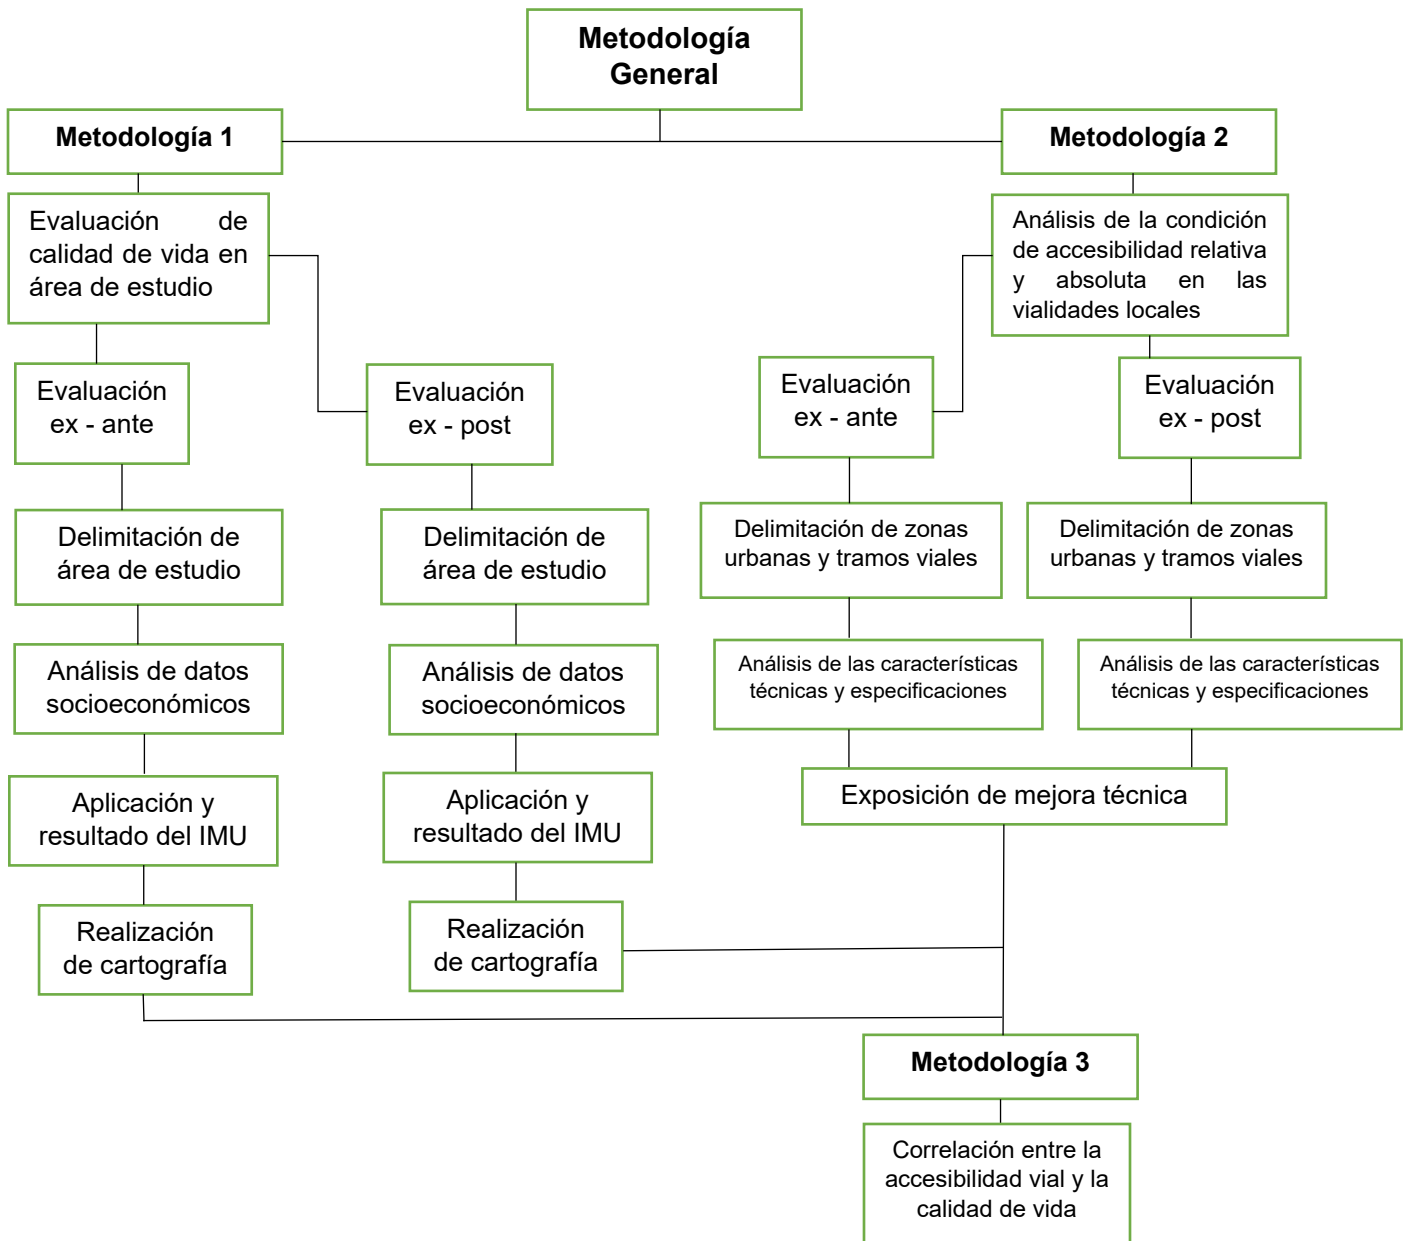 Metodología
General
Metodología 1
Metodología 2
Evaluación de
calidad de vida en
área de estudio
Análisis de la condición
de accesibilidad relativa
y absoluta en las
vialidades locales
Evaluación
ex - ante
Evaluación
ex - post
Evaluación
ex - ante
Evaluación
ex - post
Delimitación de
área de estudio
Delimitación de
área de estudio
Delimitación de zonas
urbanas y tramos viales
Delimitación de zonas
urbanas y tramos viales
Análisis de datos
socioeconómicos
Análisis de datos
socioeconómicos
Análisis de las características
técnicas y especificaciones
Análisis de las características
técnicas y especificaciones
Aplicación y
resultado del IMU
Aplicación y
resultado del IMU
Exposición de mejora técnica
Realización
de cartografía
Realización
de cartografía
Metodología 3
Correlación entre la
accesibilidad vial y la
calidad de vida